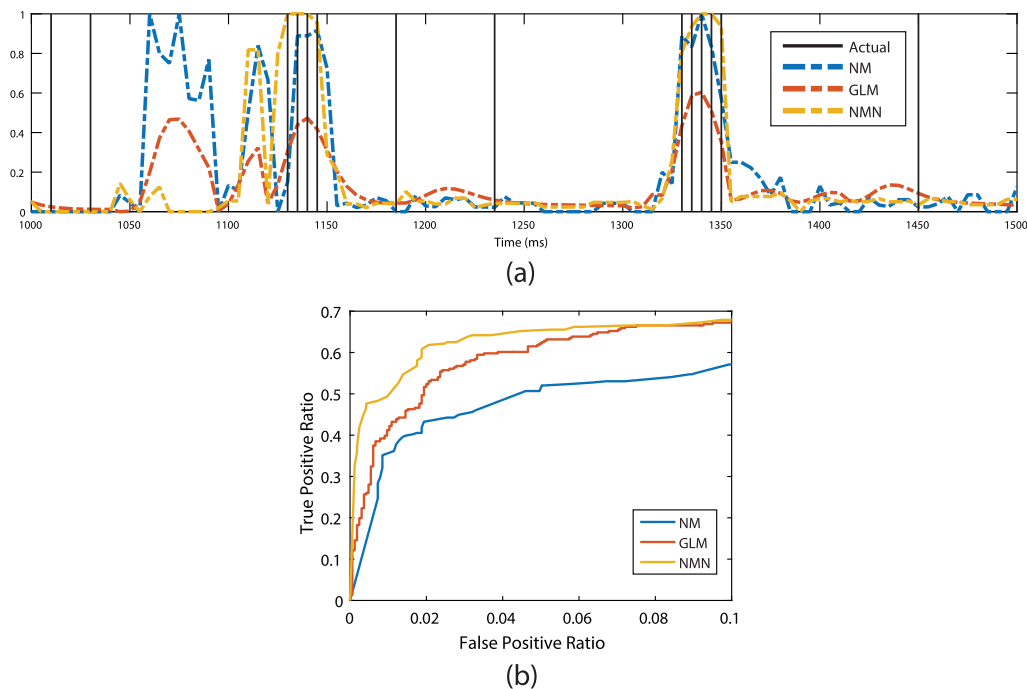 1
0.8
0.6
0.4
0.2
0
1000 1050 1100 1150 1200 1250 1300 1350 1400 1450 1500
Time (ms)
Actual
NM
GLM
NMN
(a)
0.7
0.6
0.5
0.4
0.3
0.2
0.1
0
True Positive Ratio
0 0.02 0.04 0.06 0.08 0.1
False Positive Ratio
NM
GLM
NMN
(b)